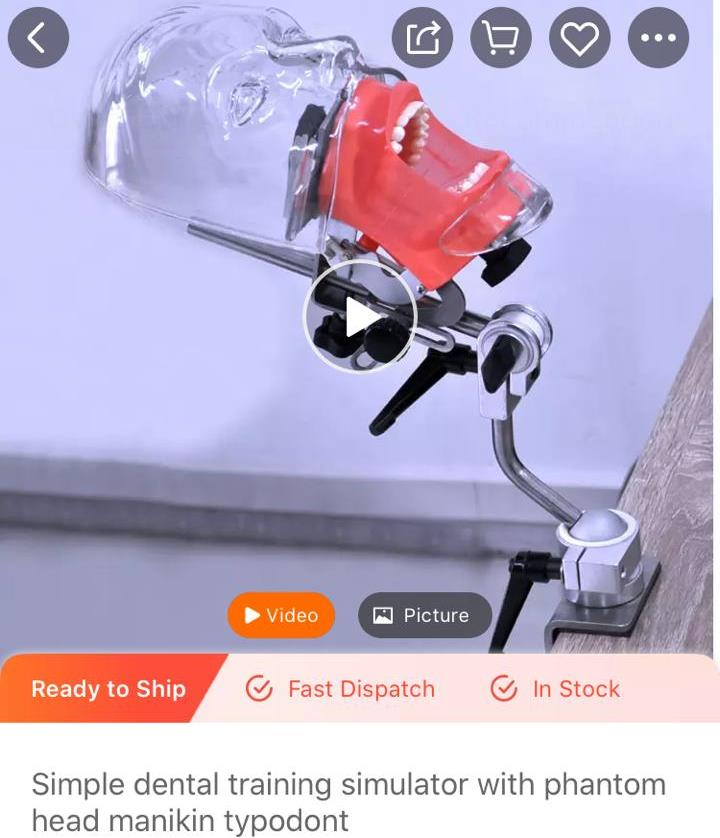 Video
Picture
Ready to Ship
Fast Dispatch
In Stock
Simple dental training simulator with phantom
head manikin typodont